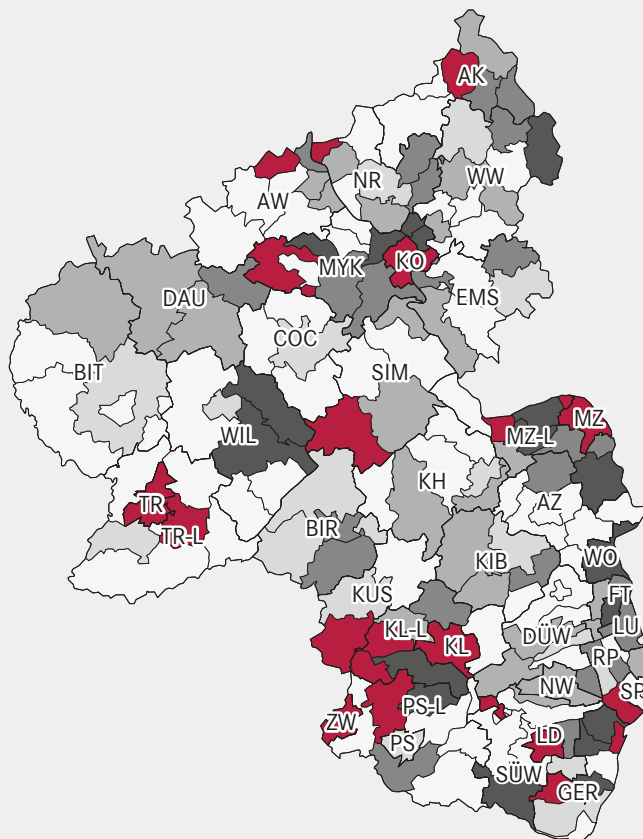 AK
NR
WW
AW
MYK
KO
DAU
EMS
COC
BIT
SIM
WIL
MZ
MZ-L
KH
TR
AZ
TR-L
BIR
KIB
WO
KUS
FT
KL-L
KL
DÜW
LU
RP
NW
SP
PS-L
ZW
PS
LD
SÜW
GER